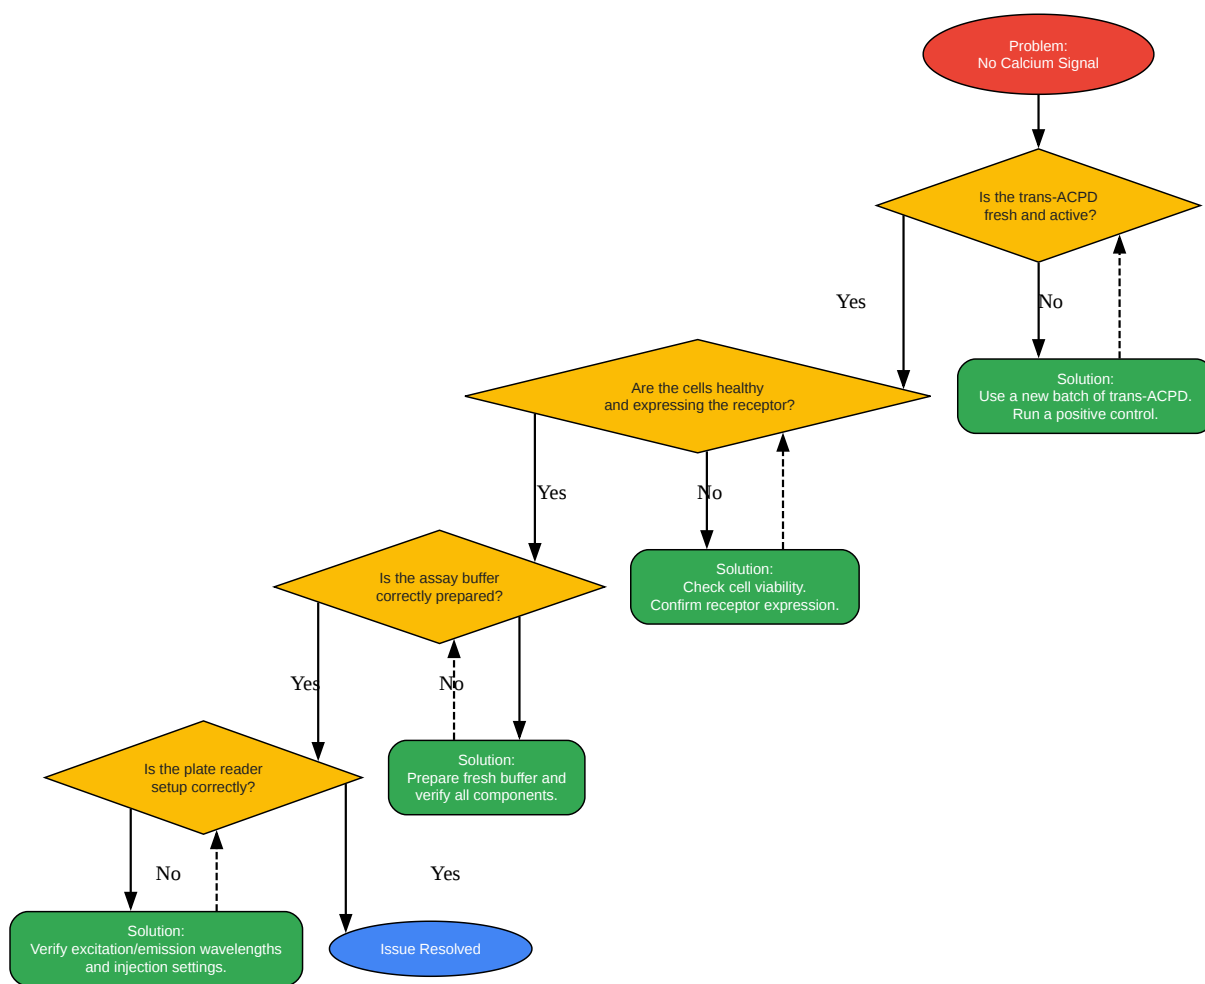 Problem:
No Calcium Signal
Is the trans-ACPD
fresh and active?
Yes
No
Solution:
Use a new batch of trans-ACPD.
Run a positive control.
Are the cells healthy
and expressing the receptor?
Yes
No
Solution:
Check cell viability.
Confirm receptor expression.
Is the assay buffer
correctly prepared?
Yes
No
Solution:
Prepare fresh buffer and
verify all components.
Is the plate reader
setup correctly?
No
Yes
Solution:
Verify excitation/emission wavelengths
and injection settings.
Issue Resolved